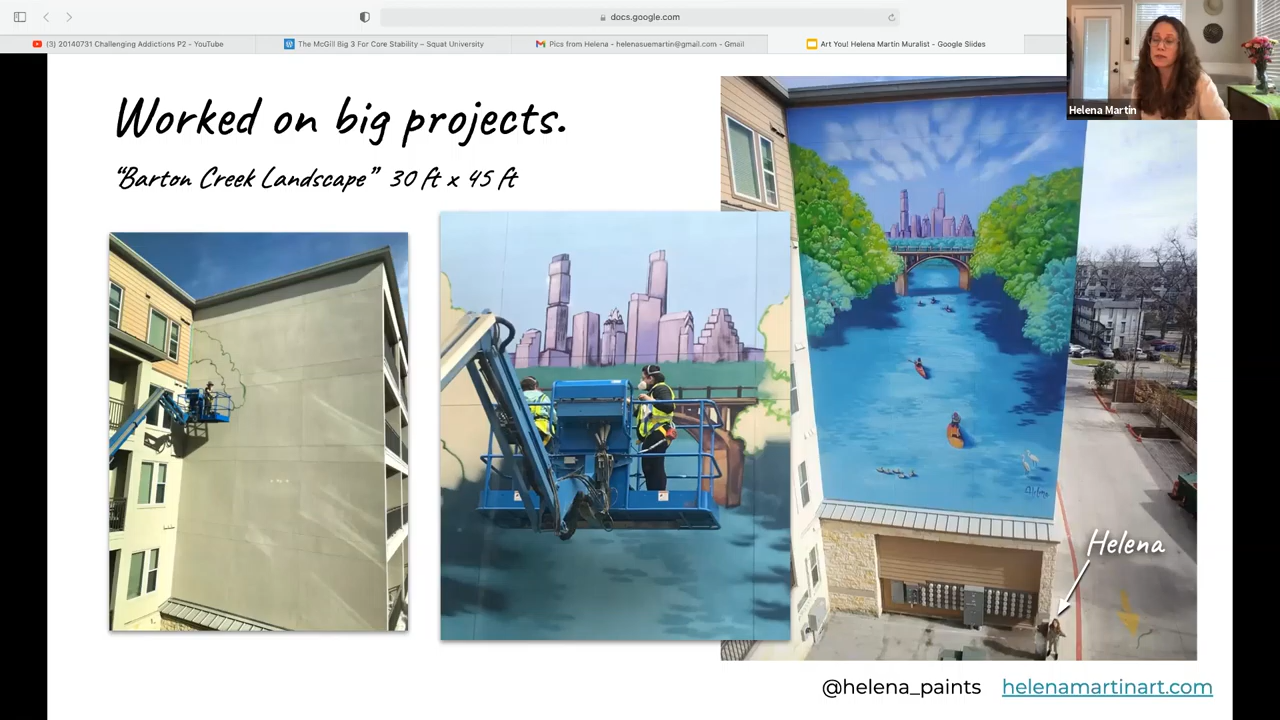 docs.google.com
(3) 20140731 Challenging Addictions P2 - YouTube
The McGill Big 3 For Core Stability – Squat University
Pics from Helena - helenasuemartin@gmail.com - Gmail
Art You! Helena Martin Muralist - Google Slides
Helena Martin
Worked on big projects.
“Barton Creek Landscape” 30 ft x 45 ft
Helena
@helena_paints helenamartinart.com